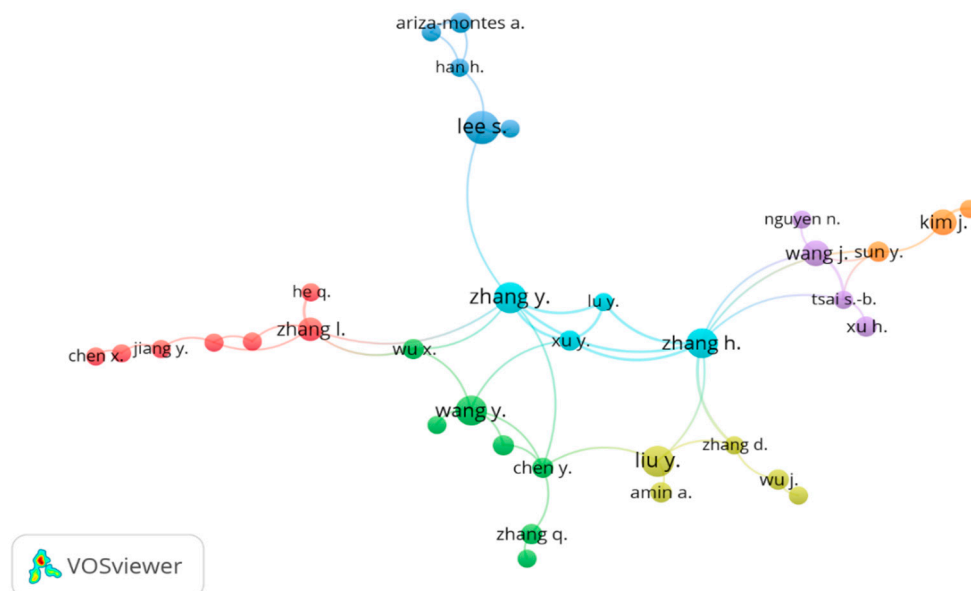 ariza-montes a.
han h.
lee s.
nguyen n.
kim j.
wang j.
sun y.
he q.
zhang y.
lu y.
tsai s.-b.
xu h.
zhang l.
chen x.
jiang y.
wu x.
xu y.
zhang h.
wang y.
chen y.
liu y.
zhang d.
wu j.
amin a.
zhang q.
VOSviewer